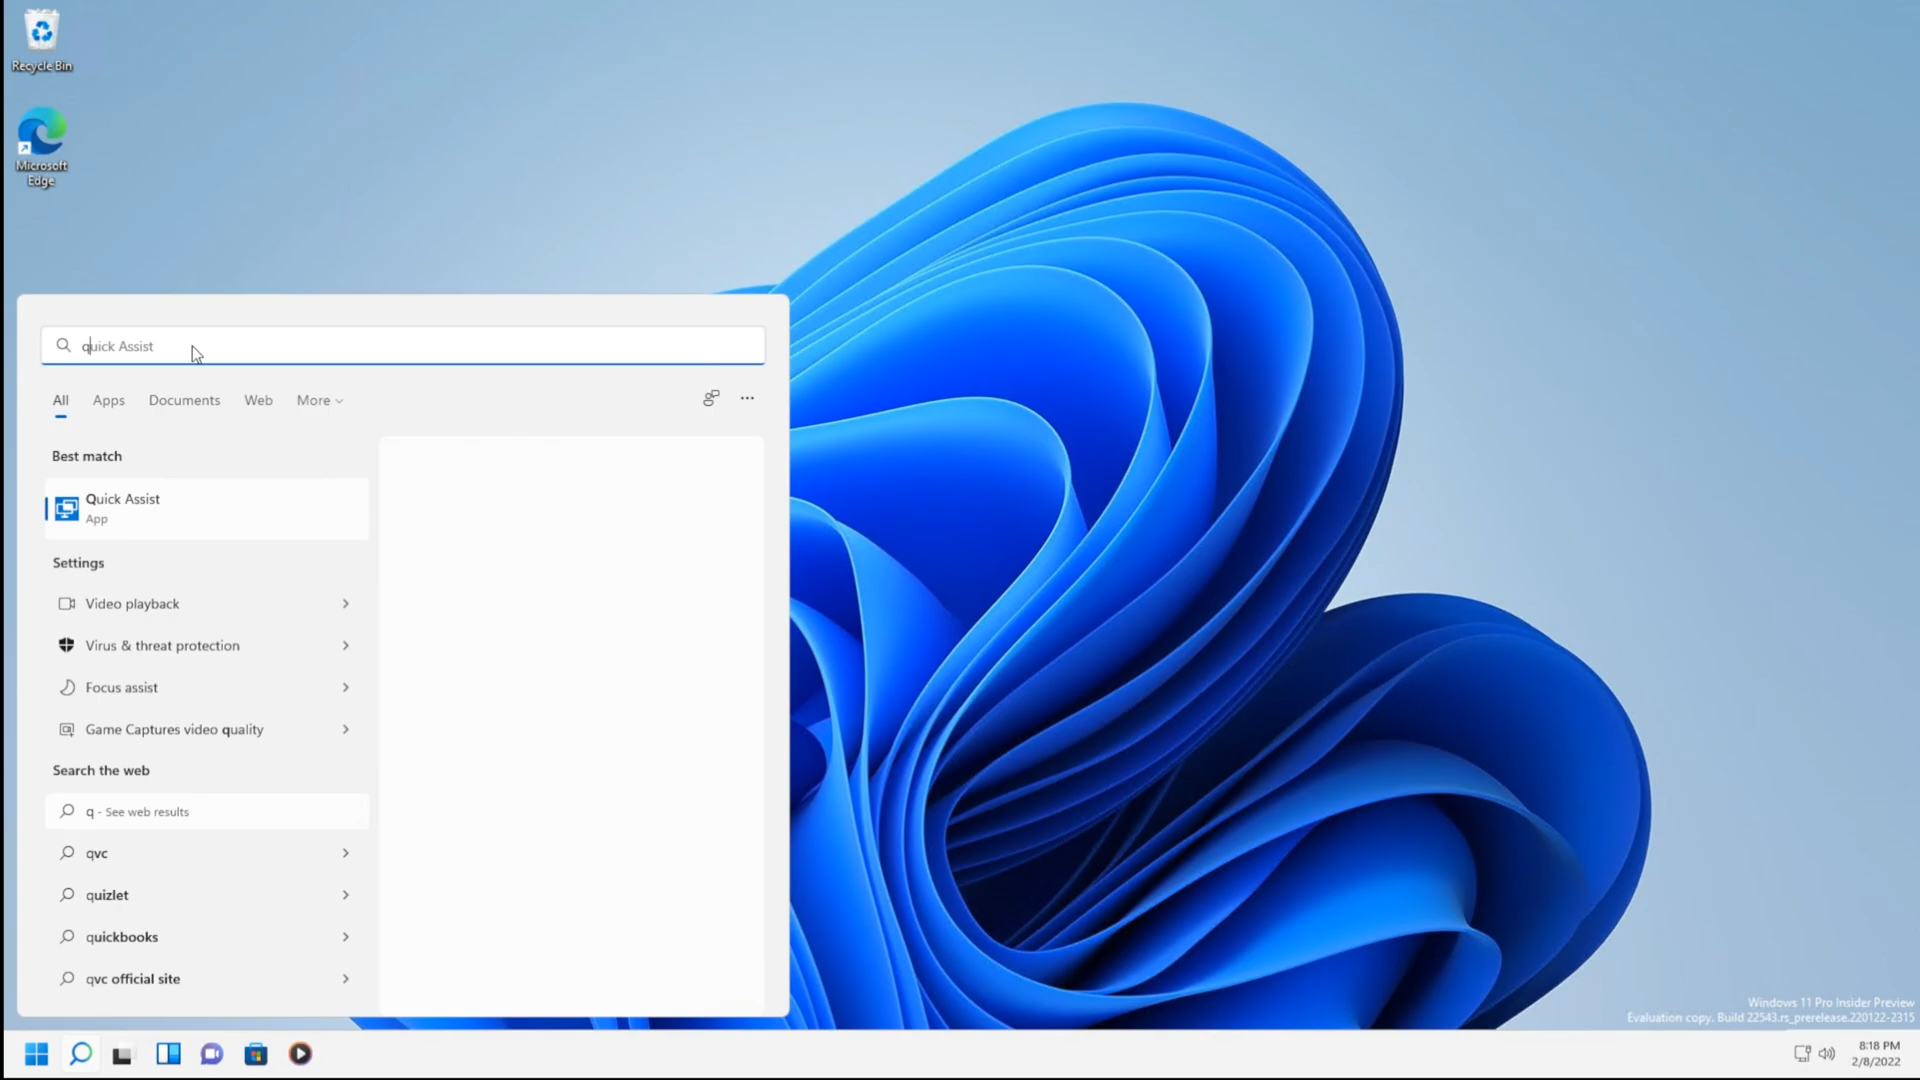 Recycle Bin
Microsoft
Edge
quick Assist
All Apps Documents Web More
Best match
Quick Assist
App
Settings
Video playback
Virus & threat protection
Focus assist
Game Captures video quality
Search the web
q - See web results
qvc
quizlet
quickbooks
qvc official site
Windows 11 Pro Insider Preview
Evaluation copy. Build 22543.rs_prerelease.220122-2315
8:18 PM
2/8/2022